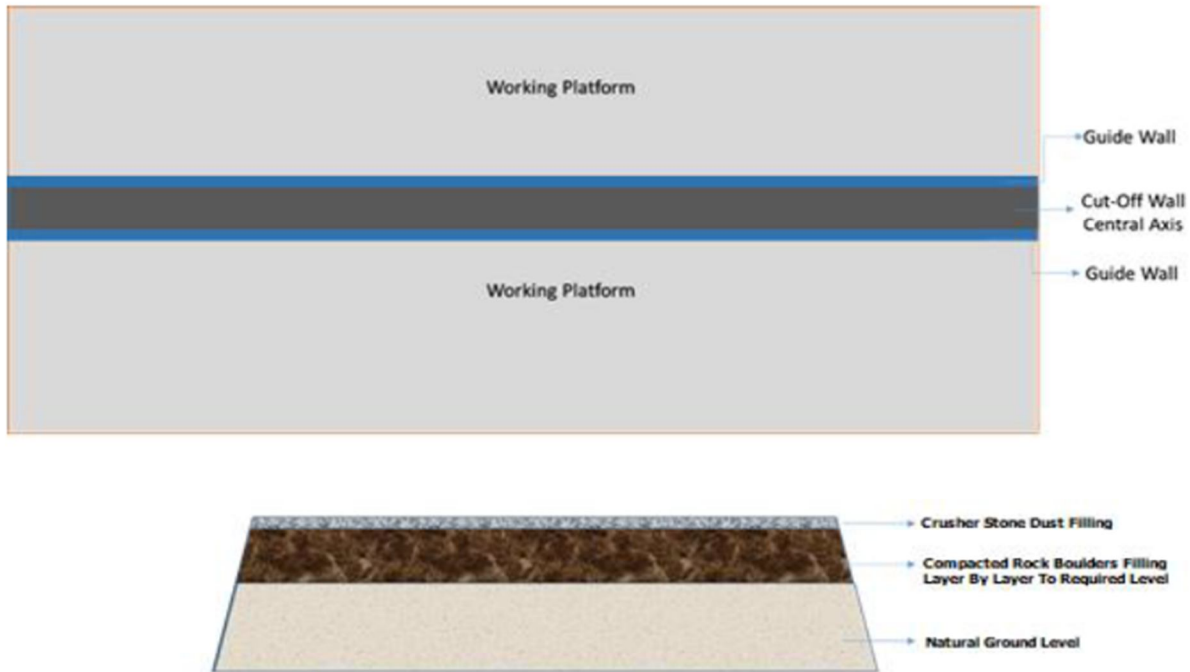 Working Platform
Guide Wall
Cut-Off Wall
Central Axis
Guide Wall
Working Platform
Crusher Stone Dust Filling
Compacted Rock Boulders Filling
Layer By Layer To Required Level
Natural Ground Level